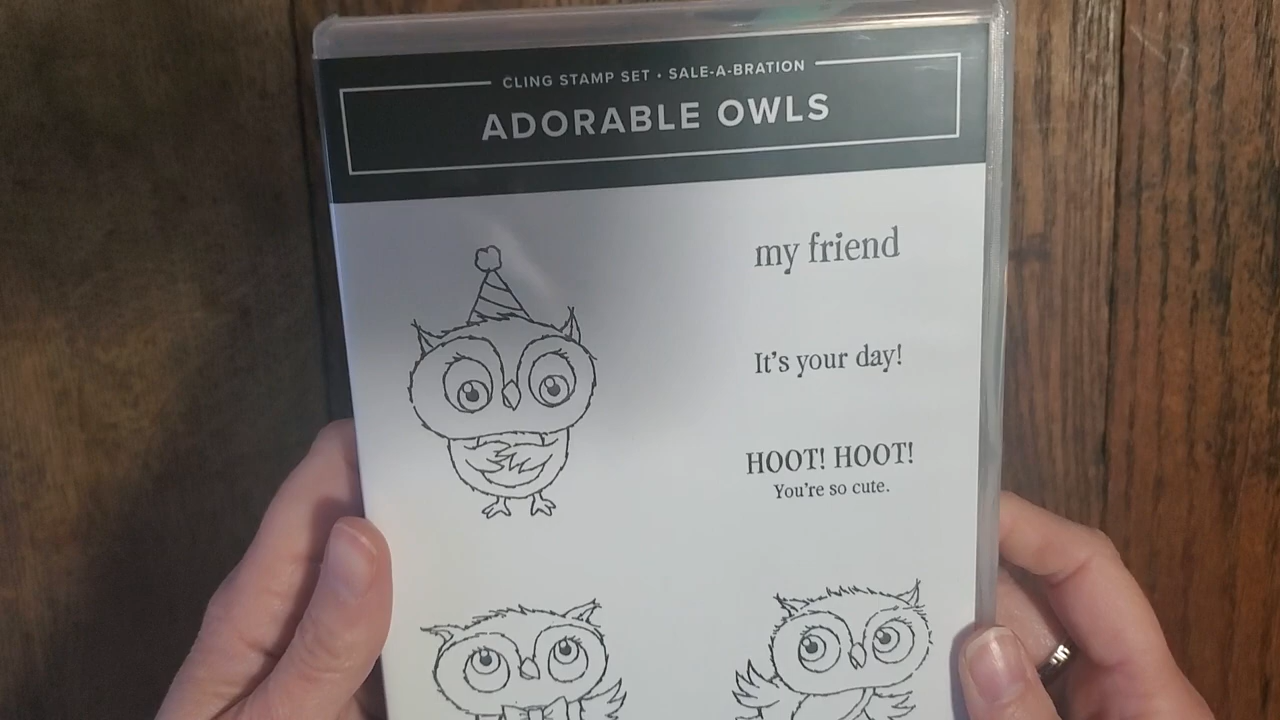 CLING STAMP SET • SALE-A-BRATION
ADORABLE OWLS
my friend
It's your day!
HOOT! HOOT!
You're so cute.